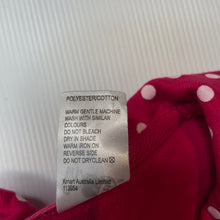 POLYESTER/COTTON
WARM GENTLE MACHINE
WASH WITH SIMILAR
COLOURS
DO NOT BLEACH
DRY IN SHADE
WARM IRON ON
REVERSE SIDE
DO NOT DRYCLEAN
Kmart Australia Limited
113954